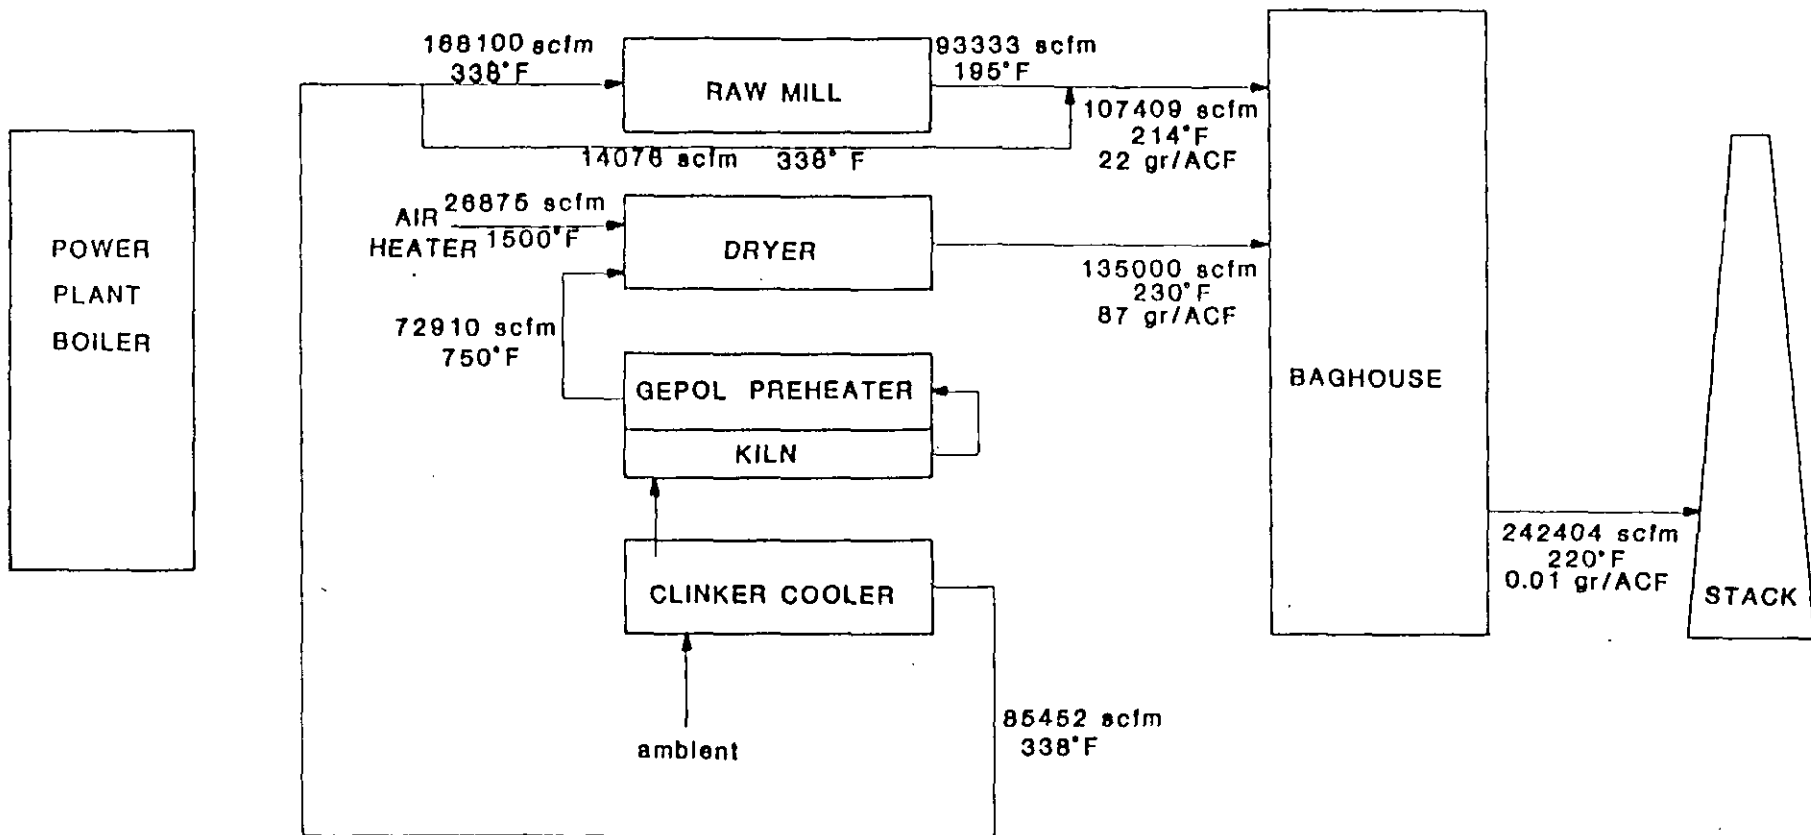 POWER
PLANT
BOILER
168100 scfm
338°F
RAW MILL
93333 scfm
195°F
107409 scfm
214°F
22 gr/ACF
14076 scfm 338°F
AIR
HEATER
26875 scfm
1500°F
DRYER
135000 scfm
230°F
87 gr/ACF
72910 scfm
750°F
GEPOL PREHEATER
KILN
CLINKER COOLER
ambient
85452 scfm
338°F
BAGHOUSE
242404 scfm
220°F
0.01 gr/ACF
STACK